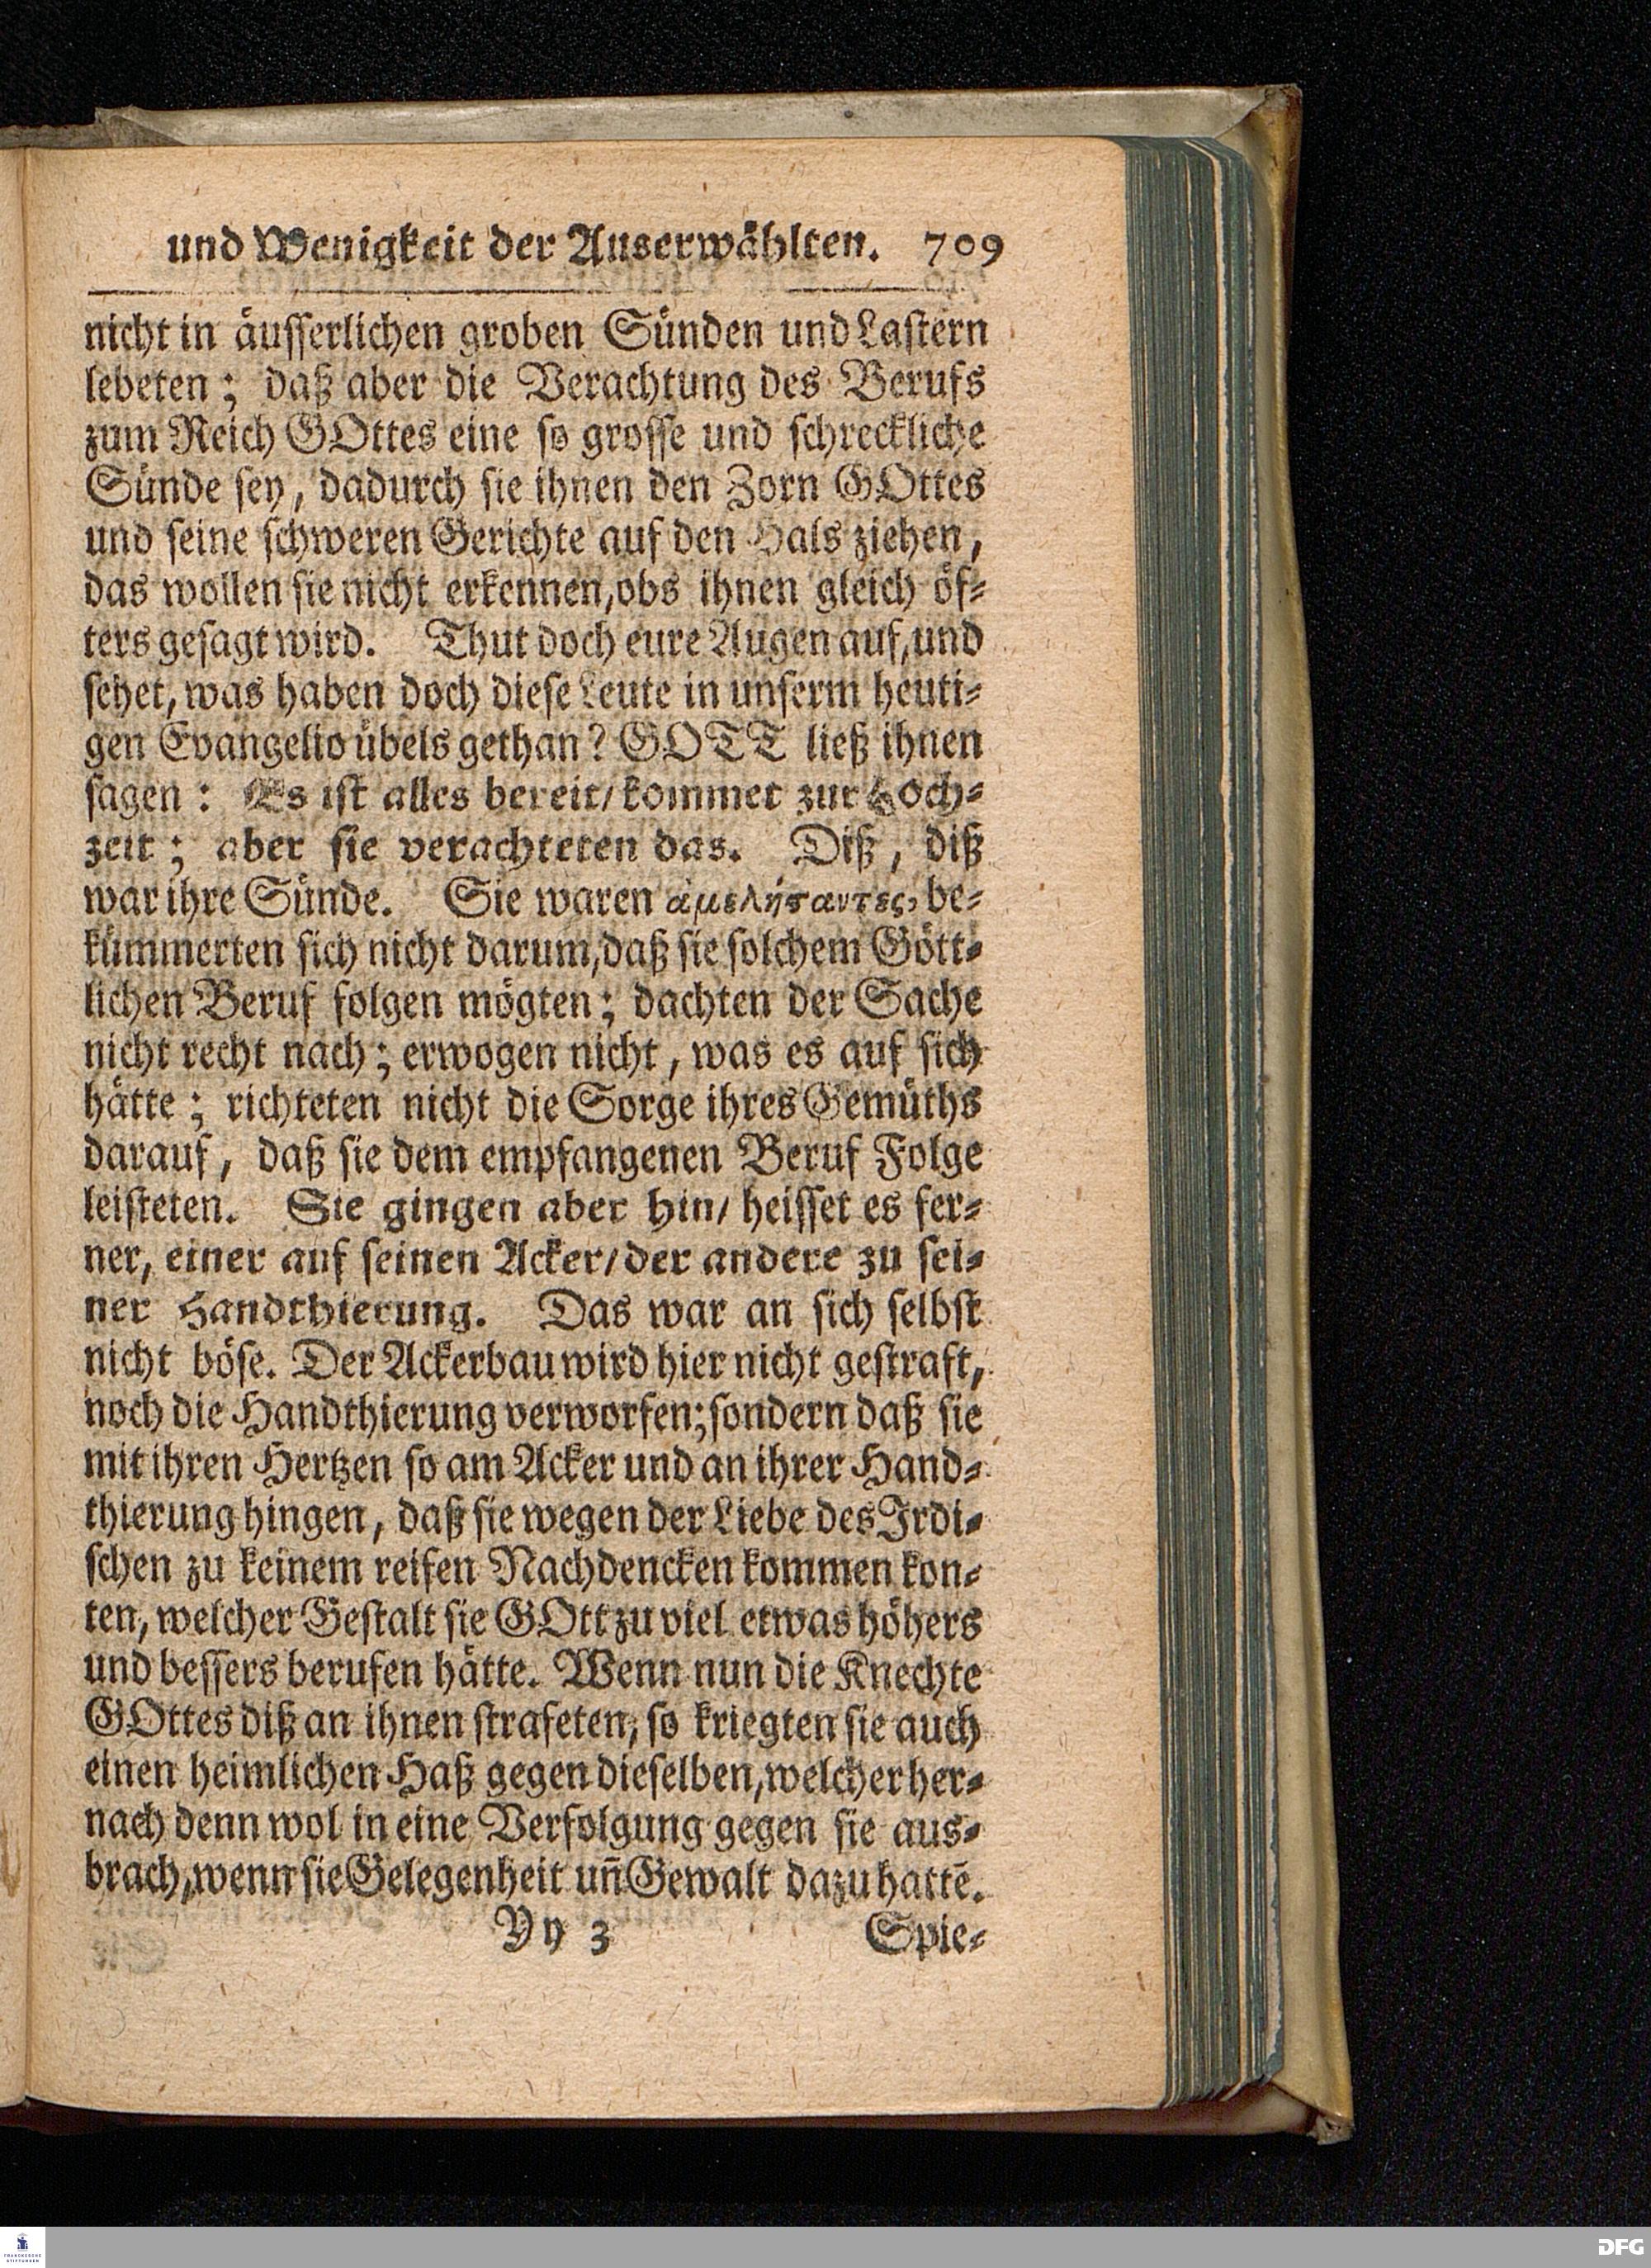 und Wenigkeit der Auserwählten. 709
nicht in äusserlichen groben Sünden und Lastern
lebeten; daß aber die Verachtung des Berufs
zum Reich GOttes eine so grosse und schreckliche
Sünde sey, dadurch sie ihnen den Zorn GOttes
und seine schweren Gerichte auf den Hals ziehen,
das wollen sie nicht erkennen, obs ihnen gleich öf-
ters gesagt wird. Thut doch eure Augen auf, und
sehet, was haben doch diese Leute in unserm heuti-
gen Evangelio übels gethan? GOTT ließ ihnen
sagen: Es ist alles bereit/ kommet zur Hoch-
zeit; aber sie verachteten das. Diß, diß
war ihre Sünde. Sie waren ἀμελήσαντες, be-
kümmerten sich nicht darum, daß sie solchem Gött-
lichen Beruf folgen mögten; dachten der Sache
nicht recht nach; erwogen nicht, was es auf sich
hätte; richteten nicht die Sorge ihres Gemüths
darauf, daß sie dem empfangenen Beruf Folge
leisteten. Sie gingen aber hin/ heisset es fer-
ner, einer auf seinen Acker/ der andere zu sei-
ner Handthierung. Das war an sich selbst
nicht böse. Der Ackerbau wird hier nicht gestraft,
noch die Handthierung verworfen; sondern daß sie
mit ihren Hertzen so am Acker und an ihrer Hand-
thierung hingen, daß sie wegen der Liebe des Irdi-
schen zu keinem reifen Nachdencken kommen kon-
ten, welcher Gestalt sie GOtt zu viel etwas höhers
und bessers berufen hätte. Wenn nun die Knechte
GOttes diß an ihnen strafeten, so kriegten sie auch
einen heimlichen Haß gegen dieselben, welcher her-
nach denn wol in eine Verfolgung gegen sie aus-
brach, wenn sie Gelegenheit uñ Gewalt dazu hattē.
Yy 3 Spie-
FRANCKESCHE
STIFTUNGEN
DFG